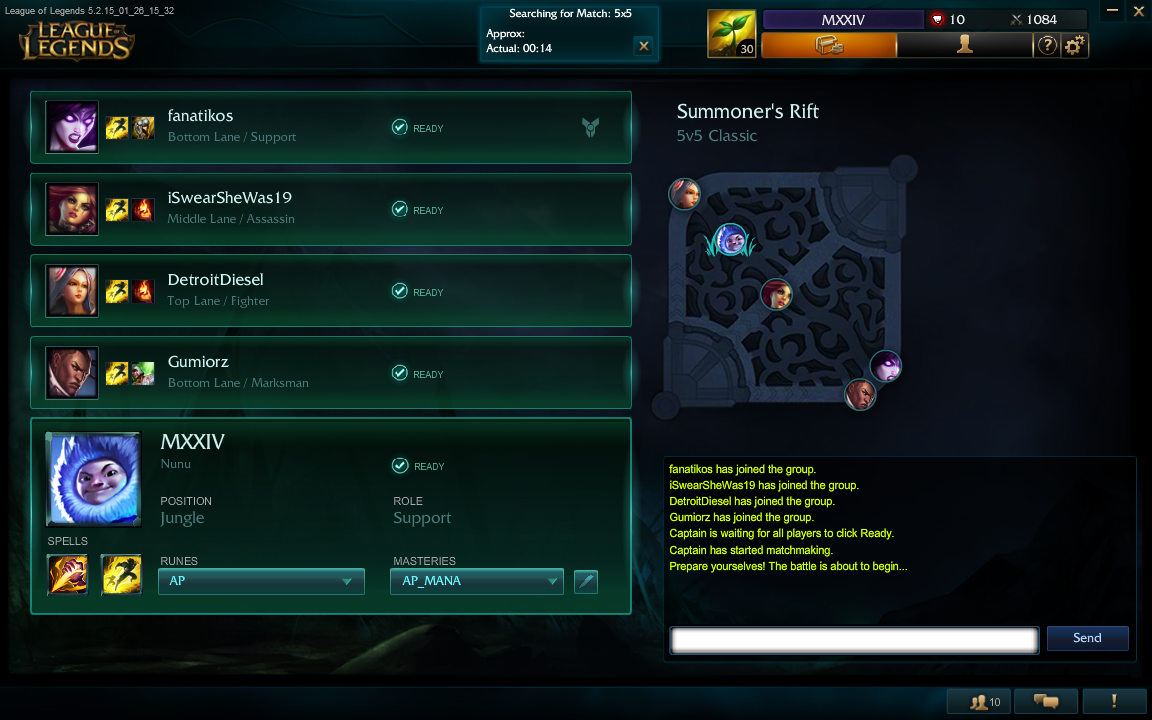 League of Legends 5.2.15_01_26_15_32
LEAGUE OF LEGENDS
Searching for Match: 5x5
Approx:
Actual: 00:14
30
MXXIV
10
1084
?
fanatikos
Bottom Lane / Support
READY
iSwearSheWas19
Middle Lane / Assassin
READY
DetroitDiesel
Top Lane / Fighter
READY
Gumiorz
Bottom Lane / Marksman
READY
MXXIV
Nunu
READY
POSITION
Jungle
ROLE
Support
SPELLS
RUNES
AP
MASTERIES
AP_MANA
Summoner's Rift
5v5 Classic
fanatikos has joined the group.
iSwearSheWas19 has joined the group.
DetroitDiesel has joined the group.
Gumiorz has joined the group.
Captain is waiting for all players to click Ready.
Captain has started matchmaking.
Prepare yourselves! The battle is about to begin...
Send
10
!